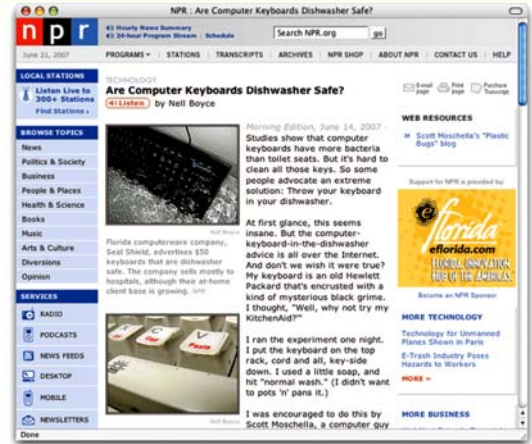 NPR : Are Computer Keyboards Dishwasher Safe?
npr
Hourly News Summary
24-hour Program Stream | Schedule
Search NPR.org
go
June 21, 2007
PROGRAMS
STATIONS
TRANSCRIPTS
ARCHIVES
NPR SHOP
ABOUT NPR
CONTACT US
HELP
LOCAL STATIONS
Listen Live to
300+ Stations
Find Stations ›
BROWSE TOPICS
News
Politics & Society
Business
People & Places
Health & Science
Books
Music
Arts & Culture
Diversions
Opinion
SERVICES
RADIO
PODCASTS
NEWS FEEDS
DESKTOP
MOBILE
NEWSLETTERS
TECHNOLOGY
Are Computer Keyboards Dishwasher Safe?
Listen by Nell Boyce
Nell Boyce
Florida computerware company,
Seal Shield, advertises $50
keyboards that are dishwasher
safe. The company sells mostly to
hospitals, although their at-home
client base is growing. NPR
X
C
V
Copy
Paste
Nell Boyce
Morning Edition, June 14, 2007 ·
Studies show that computer
keyboards have more bacteria
than toilet seats. But it's hard to
clean all those keys. So some
people advocate an extreme
solution: Throw your keyboard
in your dishwasher.
At first glance, this seems
insane. But the computer-
keyboard-in-the-dishwasher
advice is all over the Internet.
And don't we wish it were true?
My keyboard is an old Hewlett
Packard that's encrusted with a
kind of mysterious black grime.
I thought, "Well, why not try my
KitchenAid?"
I ran the experiment one night.
I put the keyboard on the top
rack, cord and all, key-side
down. I used a little soap, and
hit "normal wash." (I didn't want
to pots 'n' pans it.)
I was encouraged to do this by
Scott Moschella, a computer guy
E-mail page
Print page
Purchase Transcript
WEB RESOURCES
» Scott Moschella's "Plastic
Bugs" blog
Support for NPR is provided by:
eflorida
eflorida.com
FLORIDA. INNOVATION
HUB OF THE AMERICAS.
Become an NPR Sponsor
MORE TECHNOLOGY
Technology for Unmanned
Planes Shown in Paris
E-Trash Industry Poses
Hazards to Workers
MORE »
MORE BUSINESS
Done